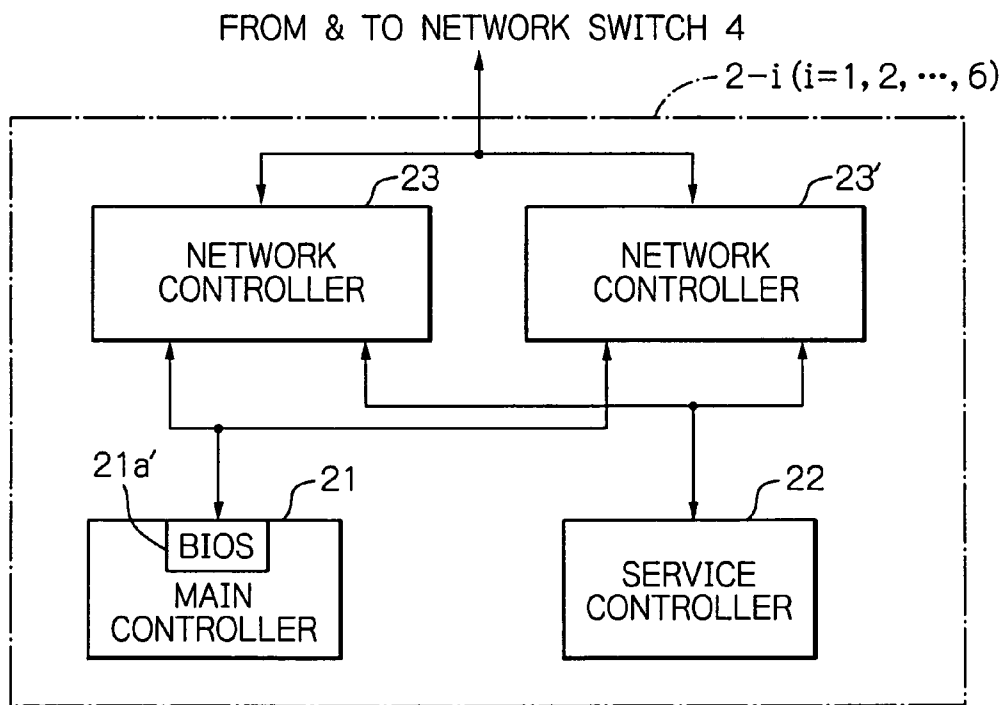 FROM & TO NETWORK SWITCH 4
2-i (i=1, 2, ···, 6)
23
23′
NETWORK
CONTROLLER
NETWORK
CONTROLLER
21a′
21
22
BIOS
MAIN
CONTROLLER
SERVICE
CONTROLLER